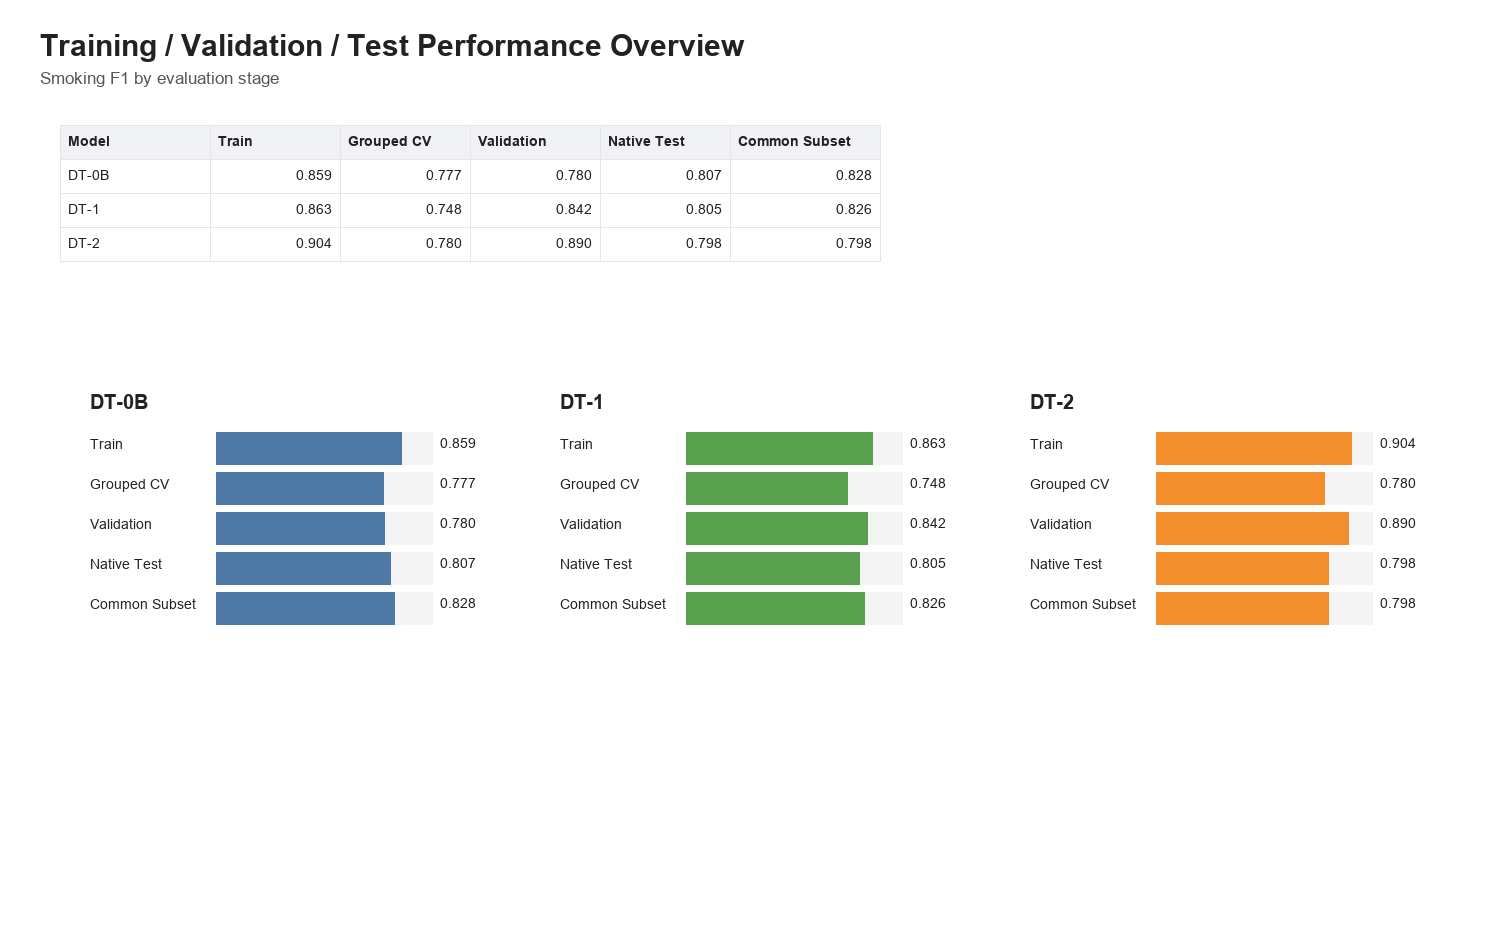 Training / Validation / Test Performance Overview
Smoking F1 by evaluation stage
Model Train Grouped CV Validation Native Test Common Subset
DT-0B 0.859 0.777 0.780 0.807 0.828
DT-1 0.863 0.748 0.842 0.805 0.826
DT-2 0.904 0.780 0.890 0.798 0.798
DT-0B
Train 0.859
Grouped CV 0.777
Validation 0.780
Native Test 0.807
Common Subset 0.828
DT-1
Train 0.863
Grouped CV 0.748
Validation 0.842
Native Test 0.805
Common Subset 0.826
DT-2
Train 0.904
Grouped CV 0.780
Validation 0.890
Native Test 0.798
Common Subset 0.798